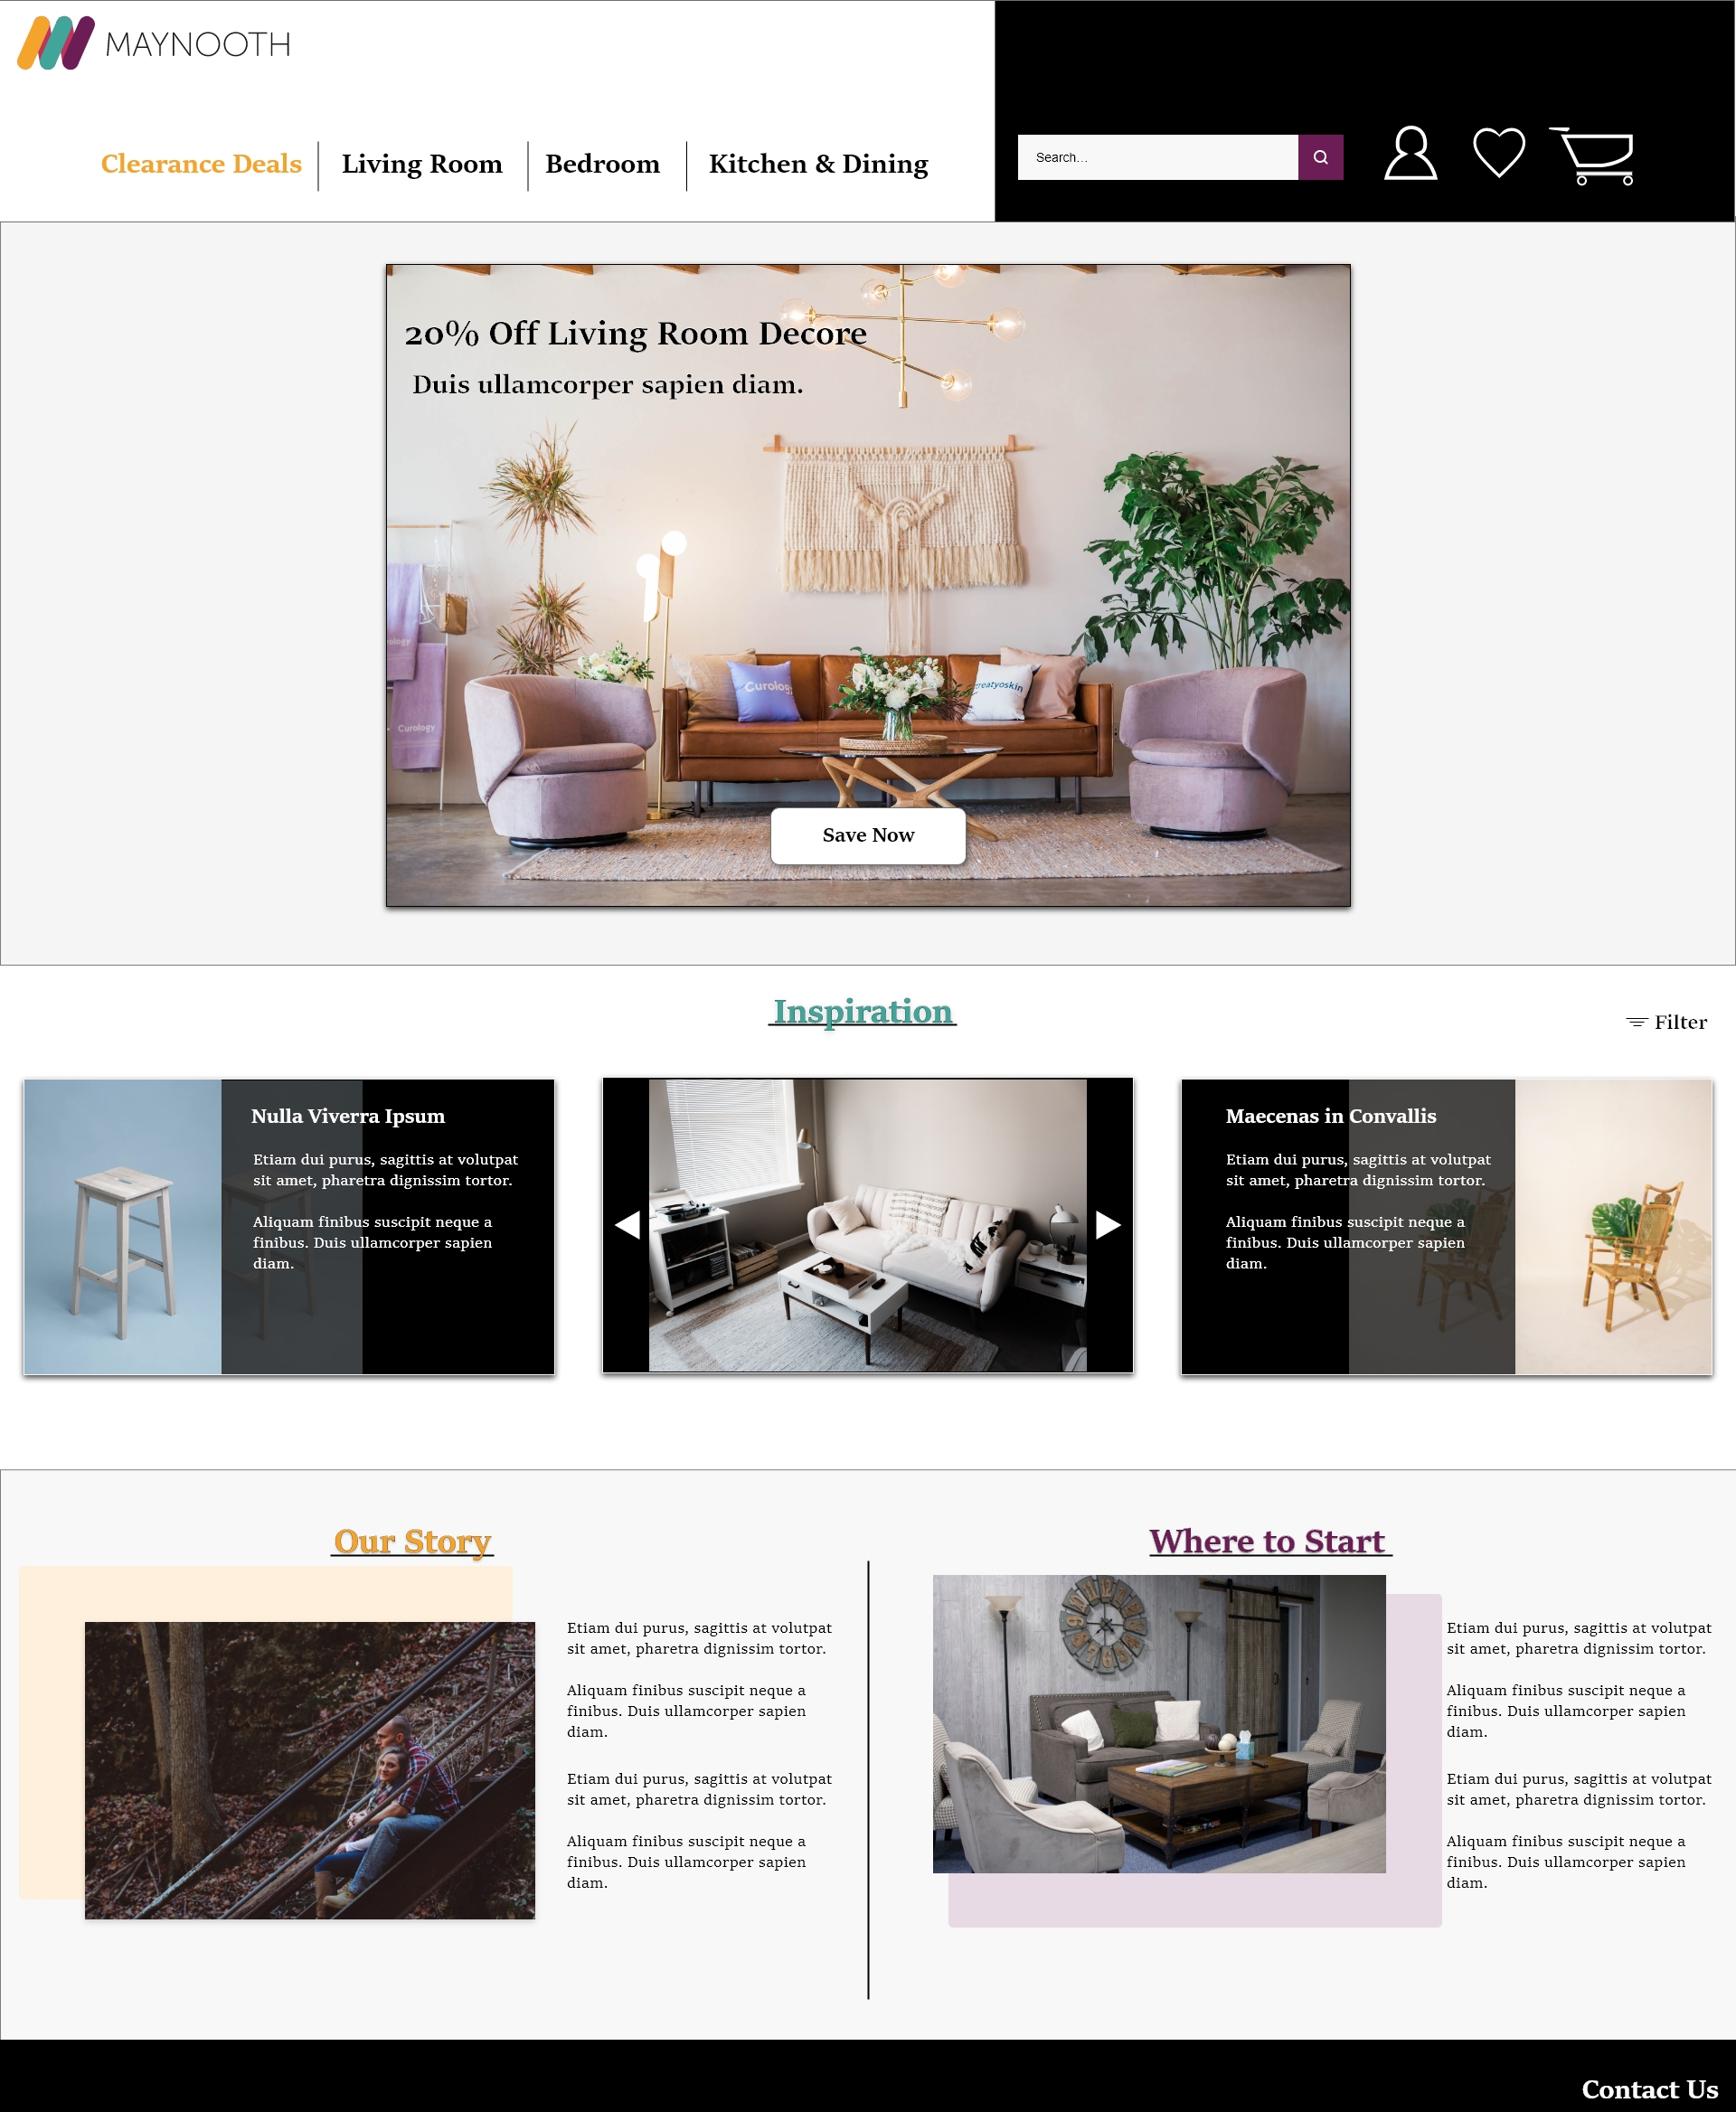 MAYNOOTH
Clearance Deals
Living Room
Bedroom
Kitchen & Dining
Search...
20% Off Living Room Decore
Duis ullamcorper sapien diam.
Curology
Curolog
greatyoskin
Save Now
Inspiration
Filter
Nulla Viverra Ipsum
Etiam dui purus, sagittis at volutpat
sit amet, pharetra dignissim tortor.
Aliquam finibus suscipit neque a
finibus. Duis ullamcorper sapien
diam.
Maecenas in Convallis
Etiam dui purus, sagittis at volutpat
sit amet, pharetra dignissim tortor.
Aliquam finibus suscipit neque a
finibus. Duis ullamcorper sapien
diam.
Our Story
Etiam dui purus, sagittis at volutpat
sit amet, pharetra dignissim tortor.
Aliquam finibus suscipit neque a
finibus. Duis ullamcorper sapien
diam.
Etiam dui purus, sagittis at volutpat
sit amet, pharetra dignissim tortor.
Aliquam finibus suscipit neque a
finibus. Duis ullamcorper sapien
diam.
Where to Start
Etiam dui purus, sagittis at volutpat
sit amet, pharetra dignissim tortor.
Aliquam finibus suscipit neque a
finibus. Duis ullamcorper sapien
diam.
Etiam dui purus, sagittis at volutpat
sit amet, pharetra dignissim tortor.
Aliquam finibus suscipit neque a
finibus. Duis ullamcorper sapien
diam.
Contact Us